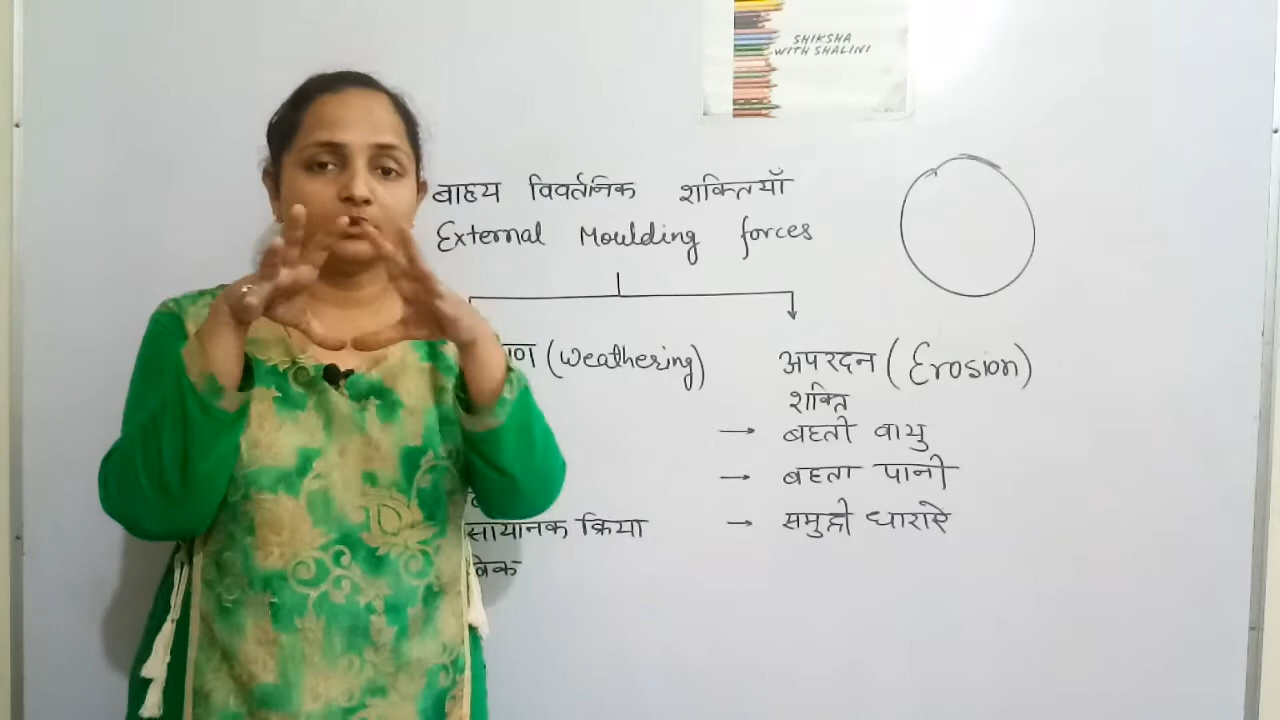 SHIKSHA
WITH SHALINI
बाह्य विवर्तनिक शक्तियाँ
External Moulding forces
(Weathering)
अपरदन (Erosion)
शक्ति
→ बहती वायु
→ बहता पानी
→ समुद्री धाराएं
क्रिया